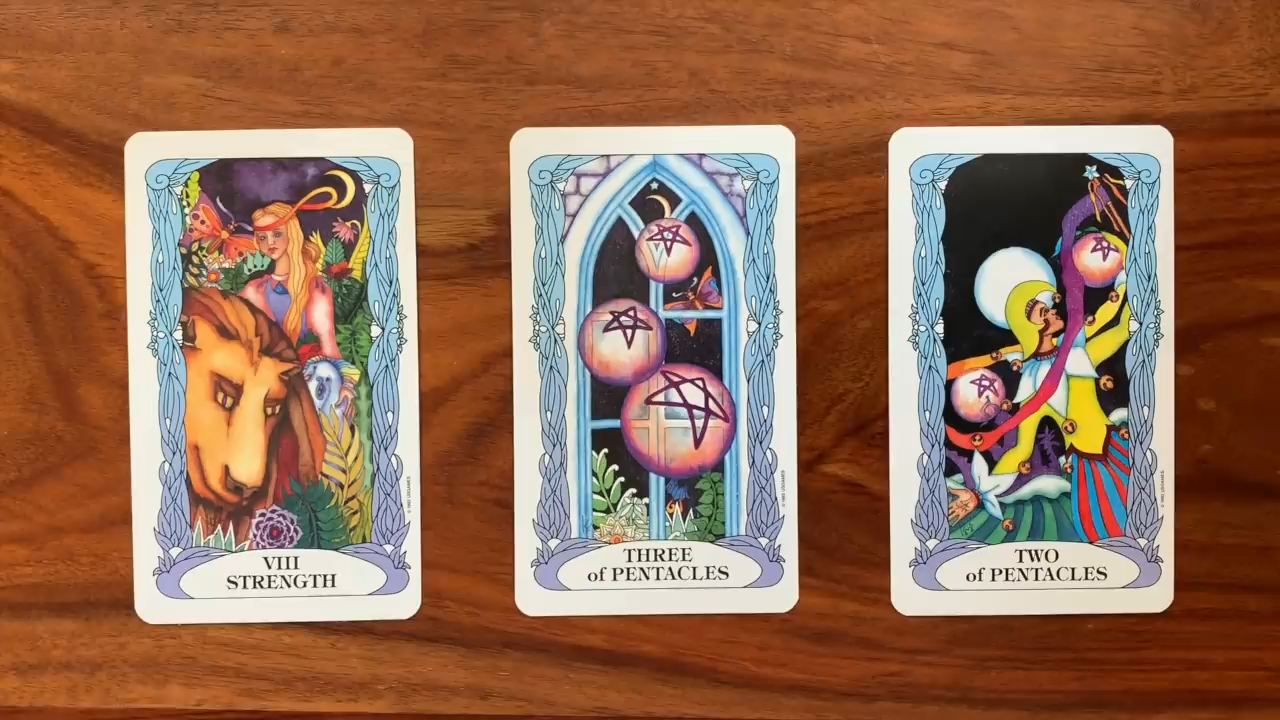 VIII
STRENGTH
THREE
of PENTACLES
TWO
of PENTACLES